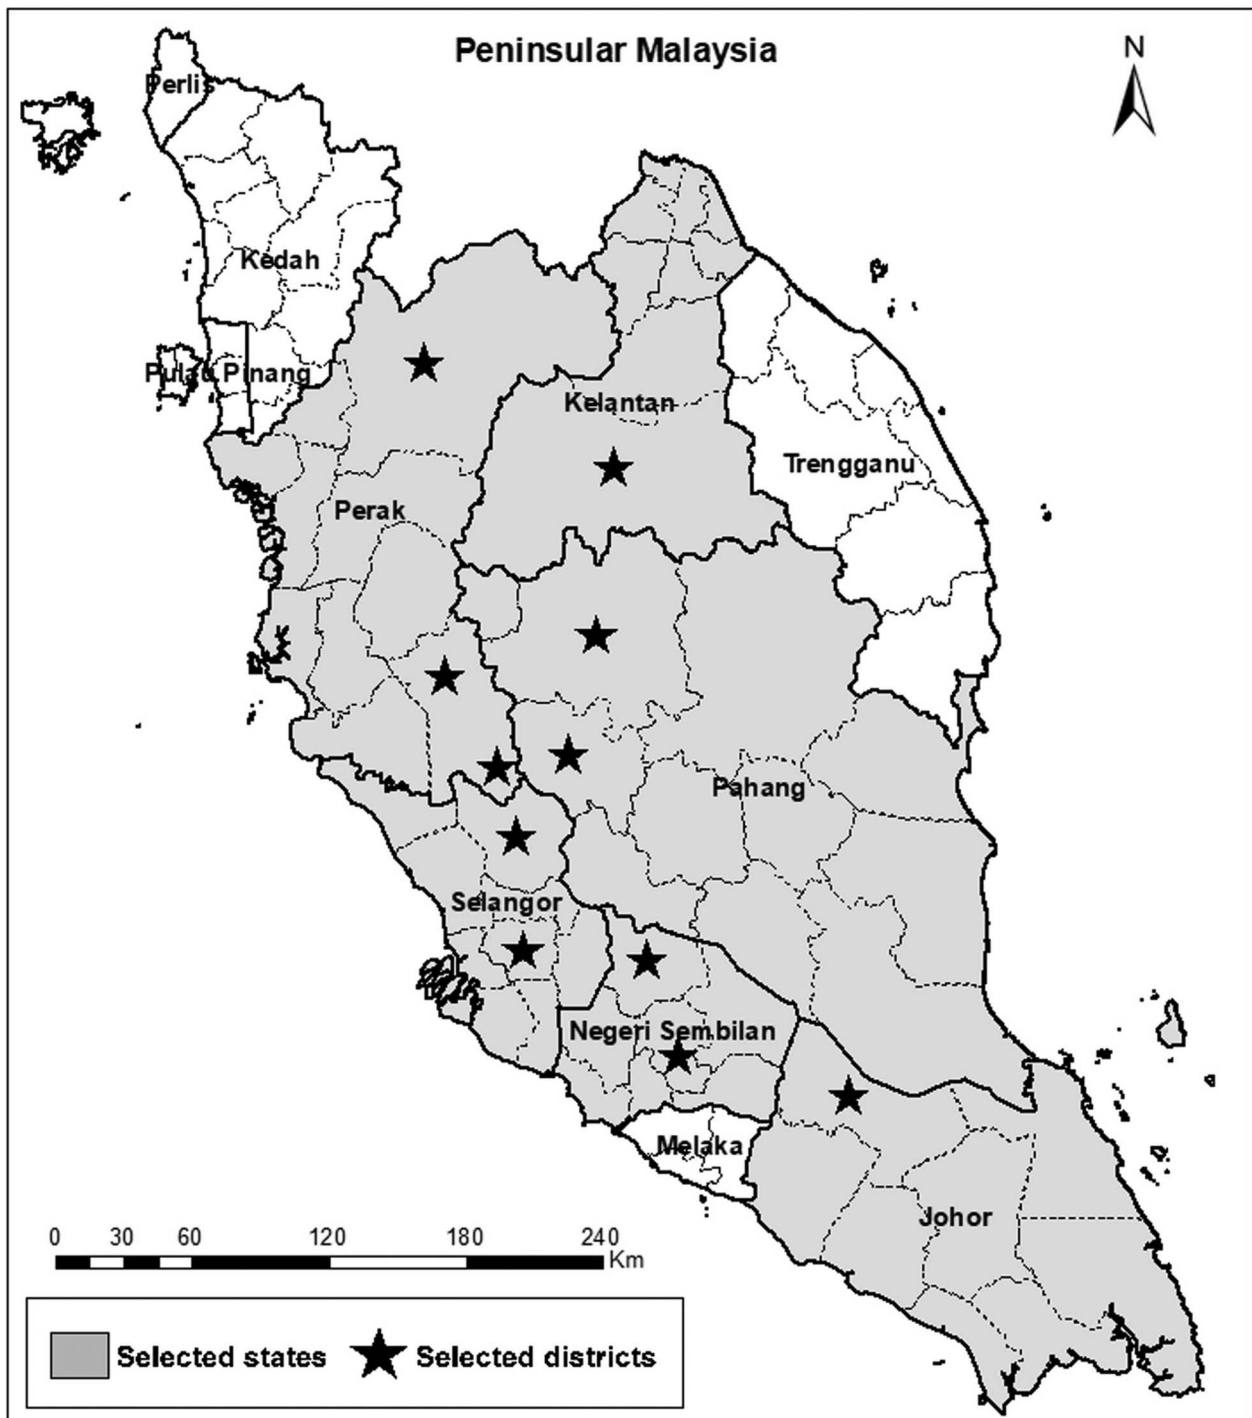 Peninsular Malaysia
N
Perlis
Kedah
Pulau Pinang
Kelantan
Trengganu
Perak
Pahang
Selangor
Negeri Sembilan
Melaka
Johor
0 30 60 120 180 240
Km
Selected states
Selected districts